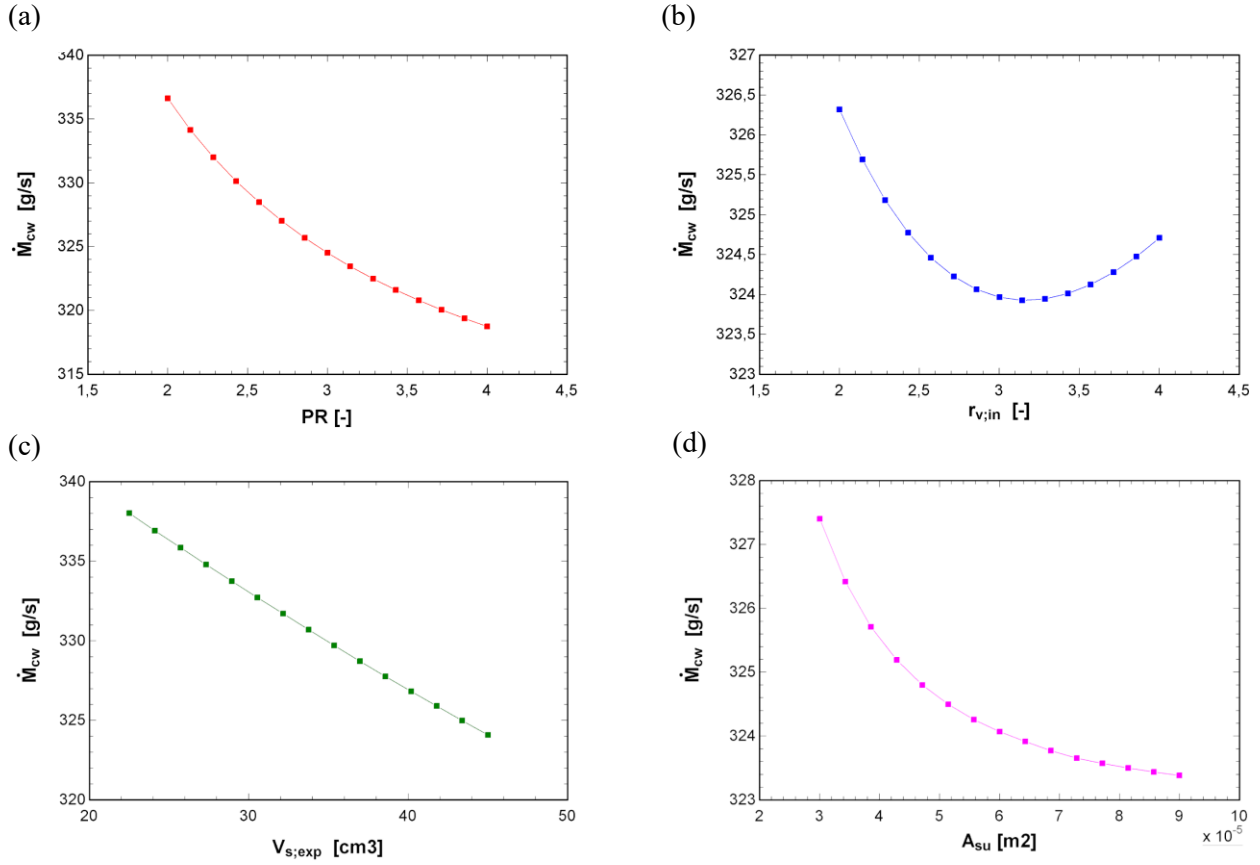 (a)
(b)
340
335
330
325
320
315
1,5 2 2,5 3 3,5 4 4,5
PR [-]
Ṁcw [g/s]
327
326,5
326
325,5
325
324,5
324
323,5
323
1,5 2 2,5 3 3,5 4 4,5
rv;in [-]
Ṁcw [g/s]
(c)
(d)
340
335
330
325
320
20 30 40 50
Vs;exp [cm3]
Ṁcw [g/s]
328
327
326
325
324
323
2 3 4 5 6 7 8 9 10
x 10-5
Asu [m2]
Ṁcw [g/s]